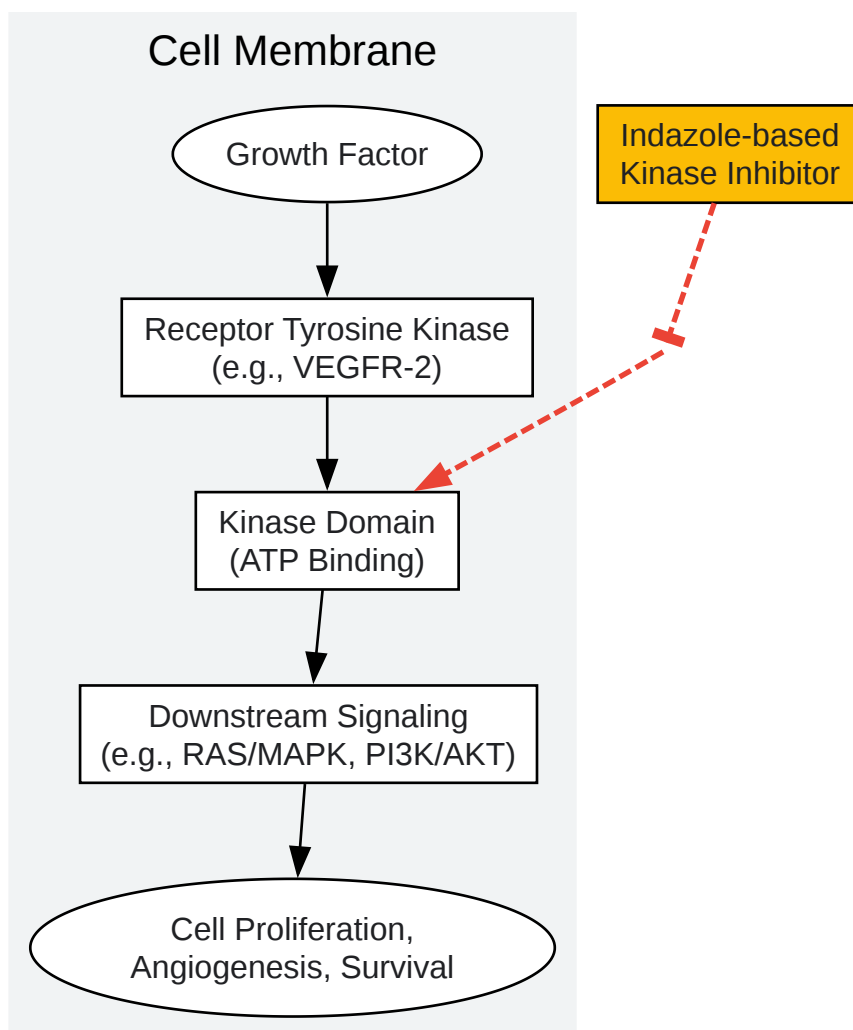 Cell Membrane
Growth Factor
Indazole-based
Kinase Inhibitor
Receptor Tyrosine Kinase
(e.g., VEGFR-2)
Kinase Domain
(ATP Binding)
Downstream Signaling
(e.g., RAS/MAPK, PI3K/AKT)
Cell Proliferation,
Angiogenesis, Survival